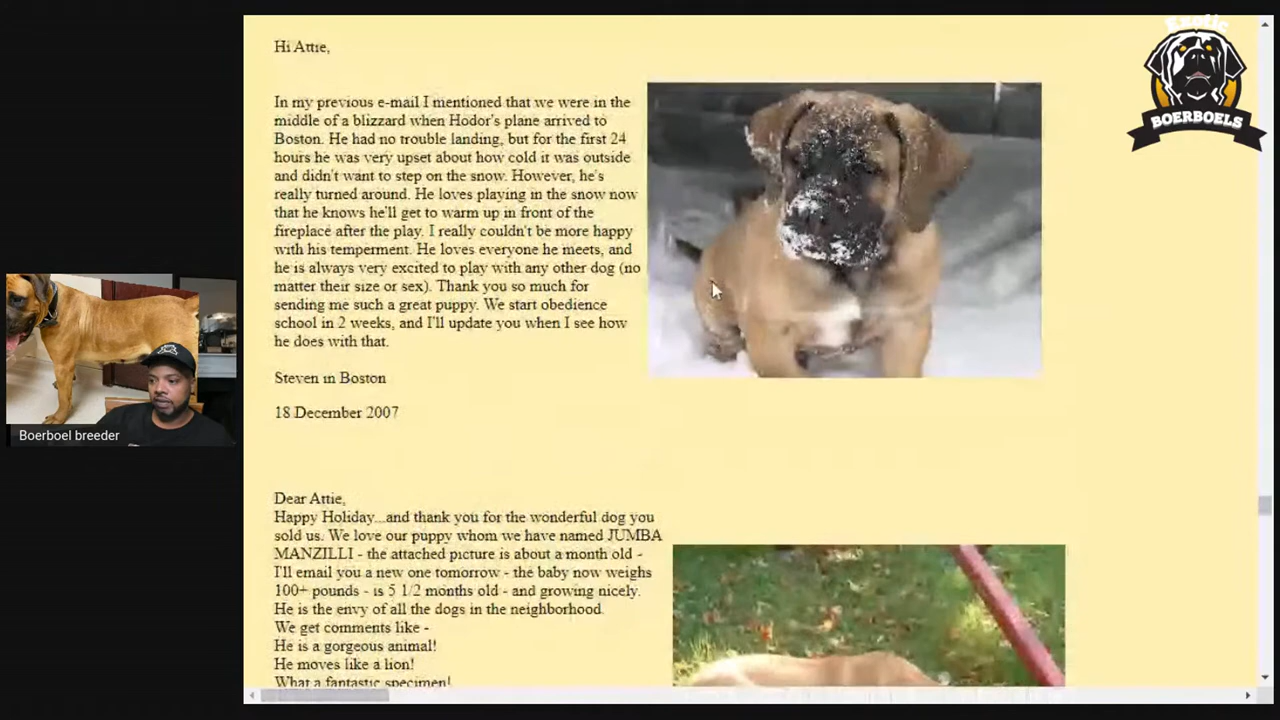 Exotic
BOERBOELS
Hi Attie,
In my previous e-mail I mentioned that we were in the
middle of a blizzard when Hodor's plane arrived to
Boston. He had no trouble landing, but for the first 24
hours he was very upset about how cold it was outside
and didn't want to step on the snow. However, he's
really turned around. He loves playing in the snow now
that he knows he'll get to warm up in front of the
fireplace after the play. I really couldn't be more happy
with his temperment. He loves everyone he meets, and
he is always very excited to play with any other dog (no
matter their size or sex). Thank you so much for
sending me such a great puppy. We start obedience
school in 2 weeks, and I'll update you when I see how
he does with that.
Steven in Boston
18 December 2007
Boerboel breeder
Dear Attie,
Happy Holiday...and thank you for the wonderful dog you
sold us. We love our puppy whom we have named JUMBA
MANZILLI - the attached picture is about a month old -
I'll email you a new one tomorrow - the baby now weighs
100+ pounds - is 5 1/2 months old - and growing nicely.
He is the envy of all the dogs in the neighborhood.
We get comments like -
He is a gorgeous animal!
He moves like a lion!
What a fantastic specimen!